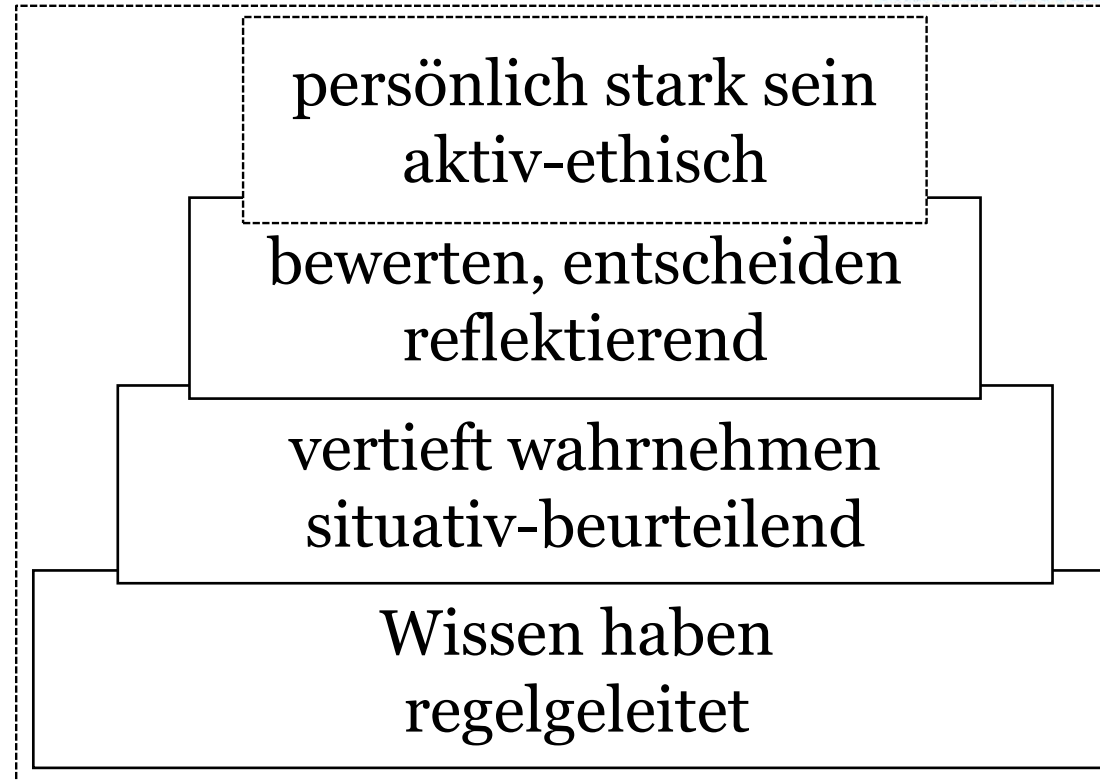 persönlich stark sein
aktiv-ethisch
bewerten, entscheiden
reflektierend
vertieft wahrnehmen
situativ-beurteilend
Wissen haben
regelgeleitet